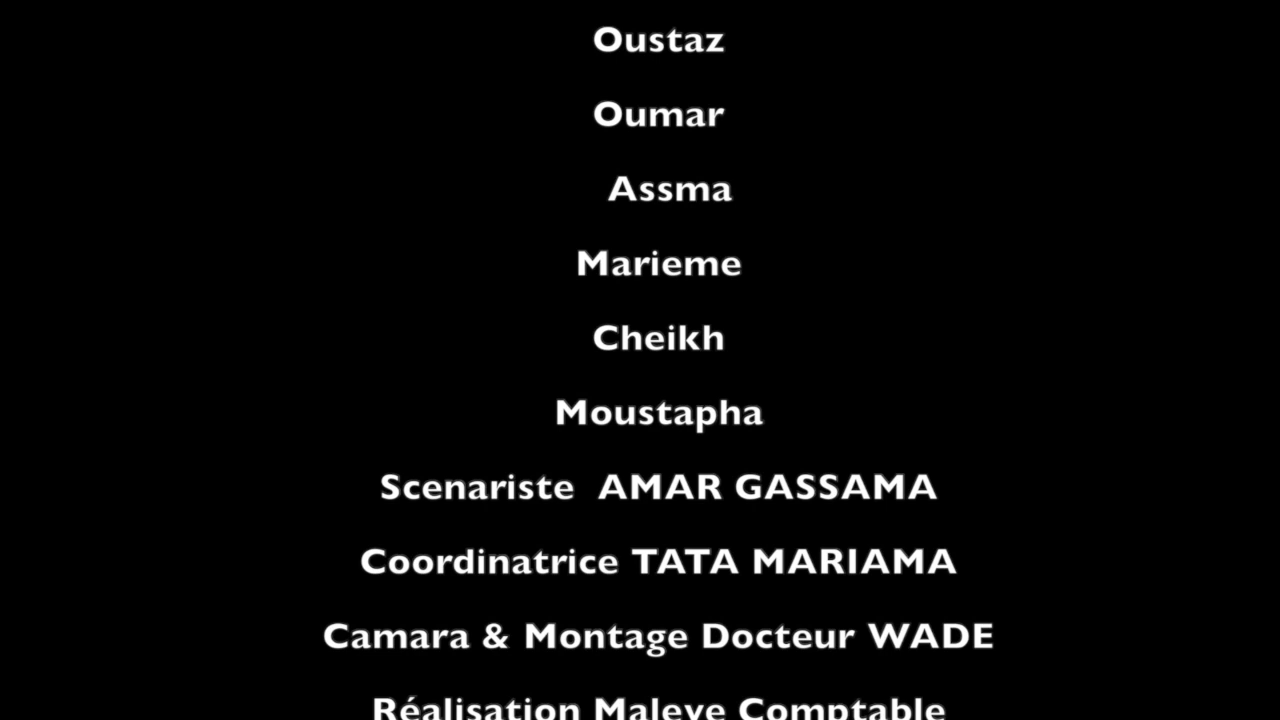 Oustaz
Oumar
Assma
Marieme
Cheikh
Moustapha
Scenariste AMAR GASSAMA
Coordinatrice TATA MARIAMA
Camara & Montage Docteur WADE
Réalisation Maleye Comptable